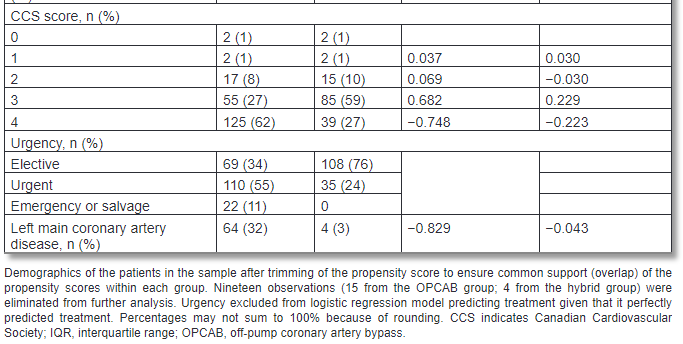 CCS score, n (%)
0 2 (1) 2 (1)
1 2 (1) 2 (1) 0.037 0.030
2 17 (8) 15 (10) 0.069 −0.030
3 55 (27) 85 (59) 0.682 0.229
4 125 (62) 39 (27) −0.748 −0.223
Urgency, n (%)
Elective 69 (34) 108 (76)
Urgent 110 (55) 35 (24)
Emergency or salvage 22 (11) 0
Left main coronary artery 64 (32) 4 (3) −0.829 −0.043
disease, n (%)
Demographics of the patients in the sample after trimming of the propensity score to ensure common support (overlap) of the
propensity scores within each group. Nineteen observations (15 from the OPCAB group; 4 from the hybrid group) were
eliminated from further analysis. Urgency excluded from logistic regression model predicting treatment given that it perfectly
predicted treatment. Percentages may not sum to 100% because of rounding. CCS indicates Canadian Cardiovascular
Society; IQR, interquartile range; OPCAB, off-pump coronary artery bypass.